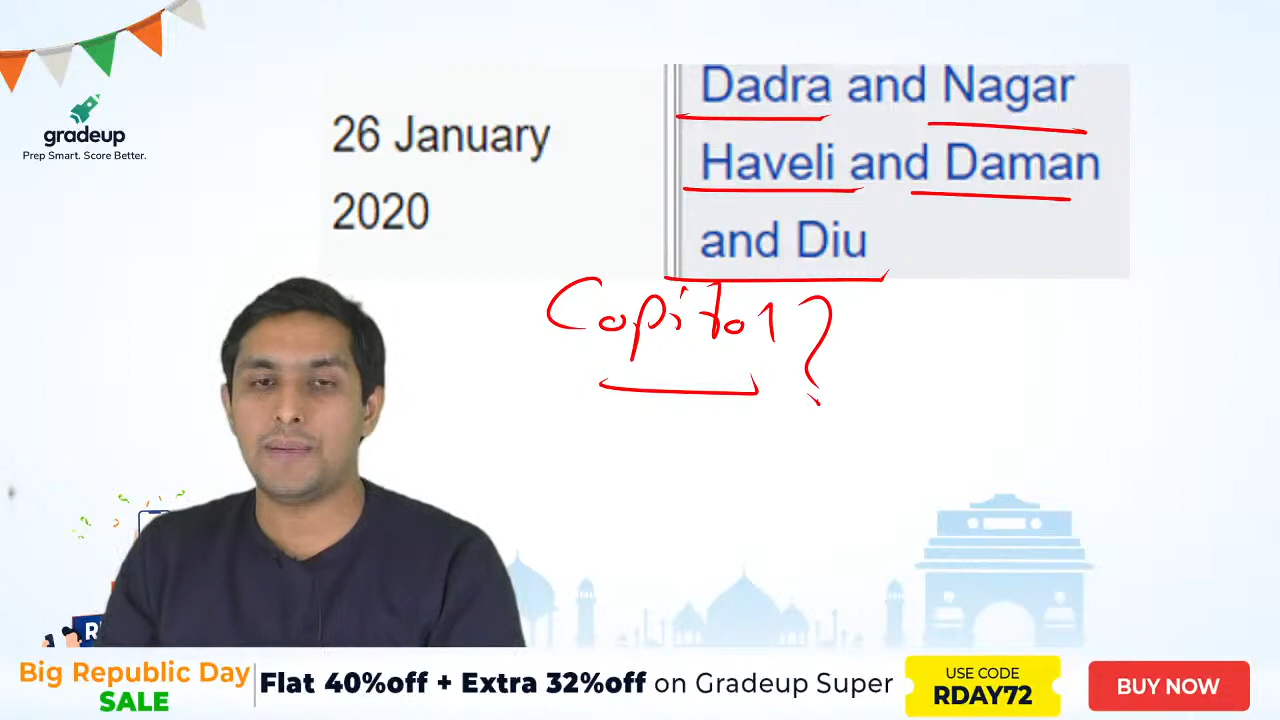 Dadra and Nagar
26 January
Haveli and Daman
2020
and Diu
Capital?
gradeup
Prep Smart. Score Better.
Big Republic Day
SALE
Flat 40%off + Extra 32%off on Gradeup Super
USE CODE
RDAY72
BUY NOW